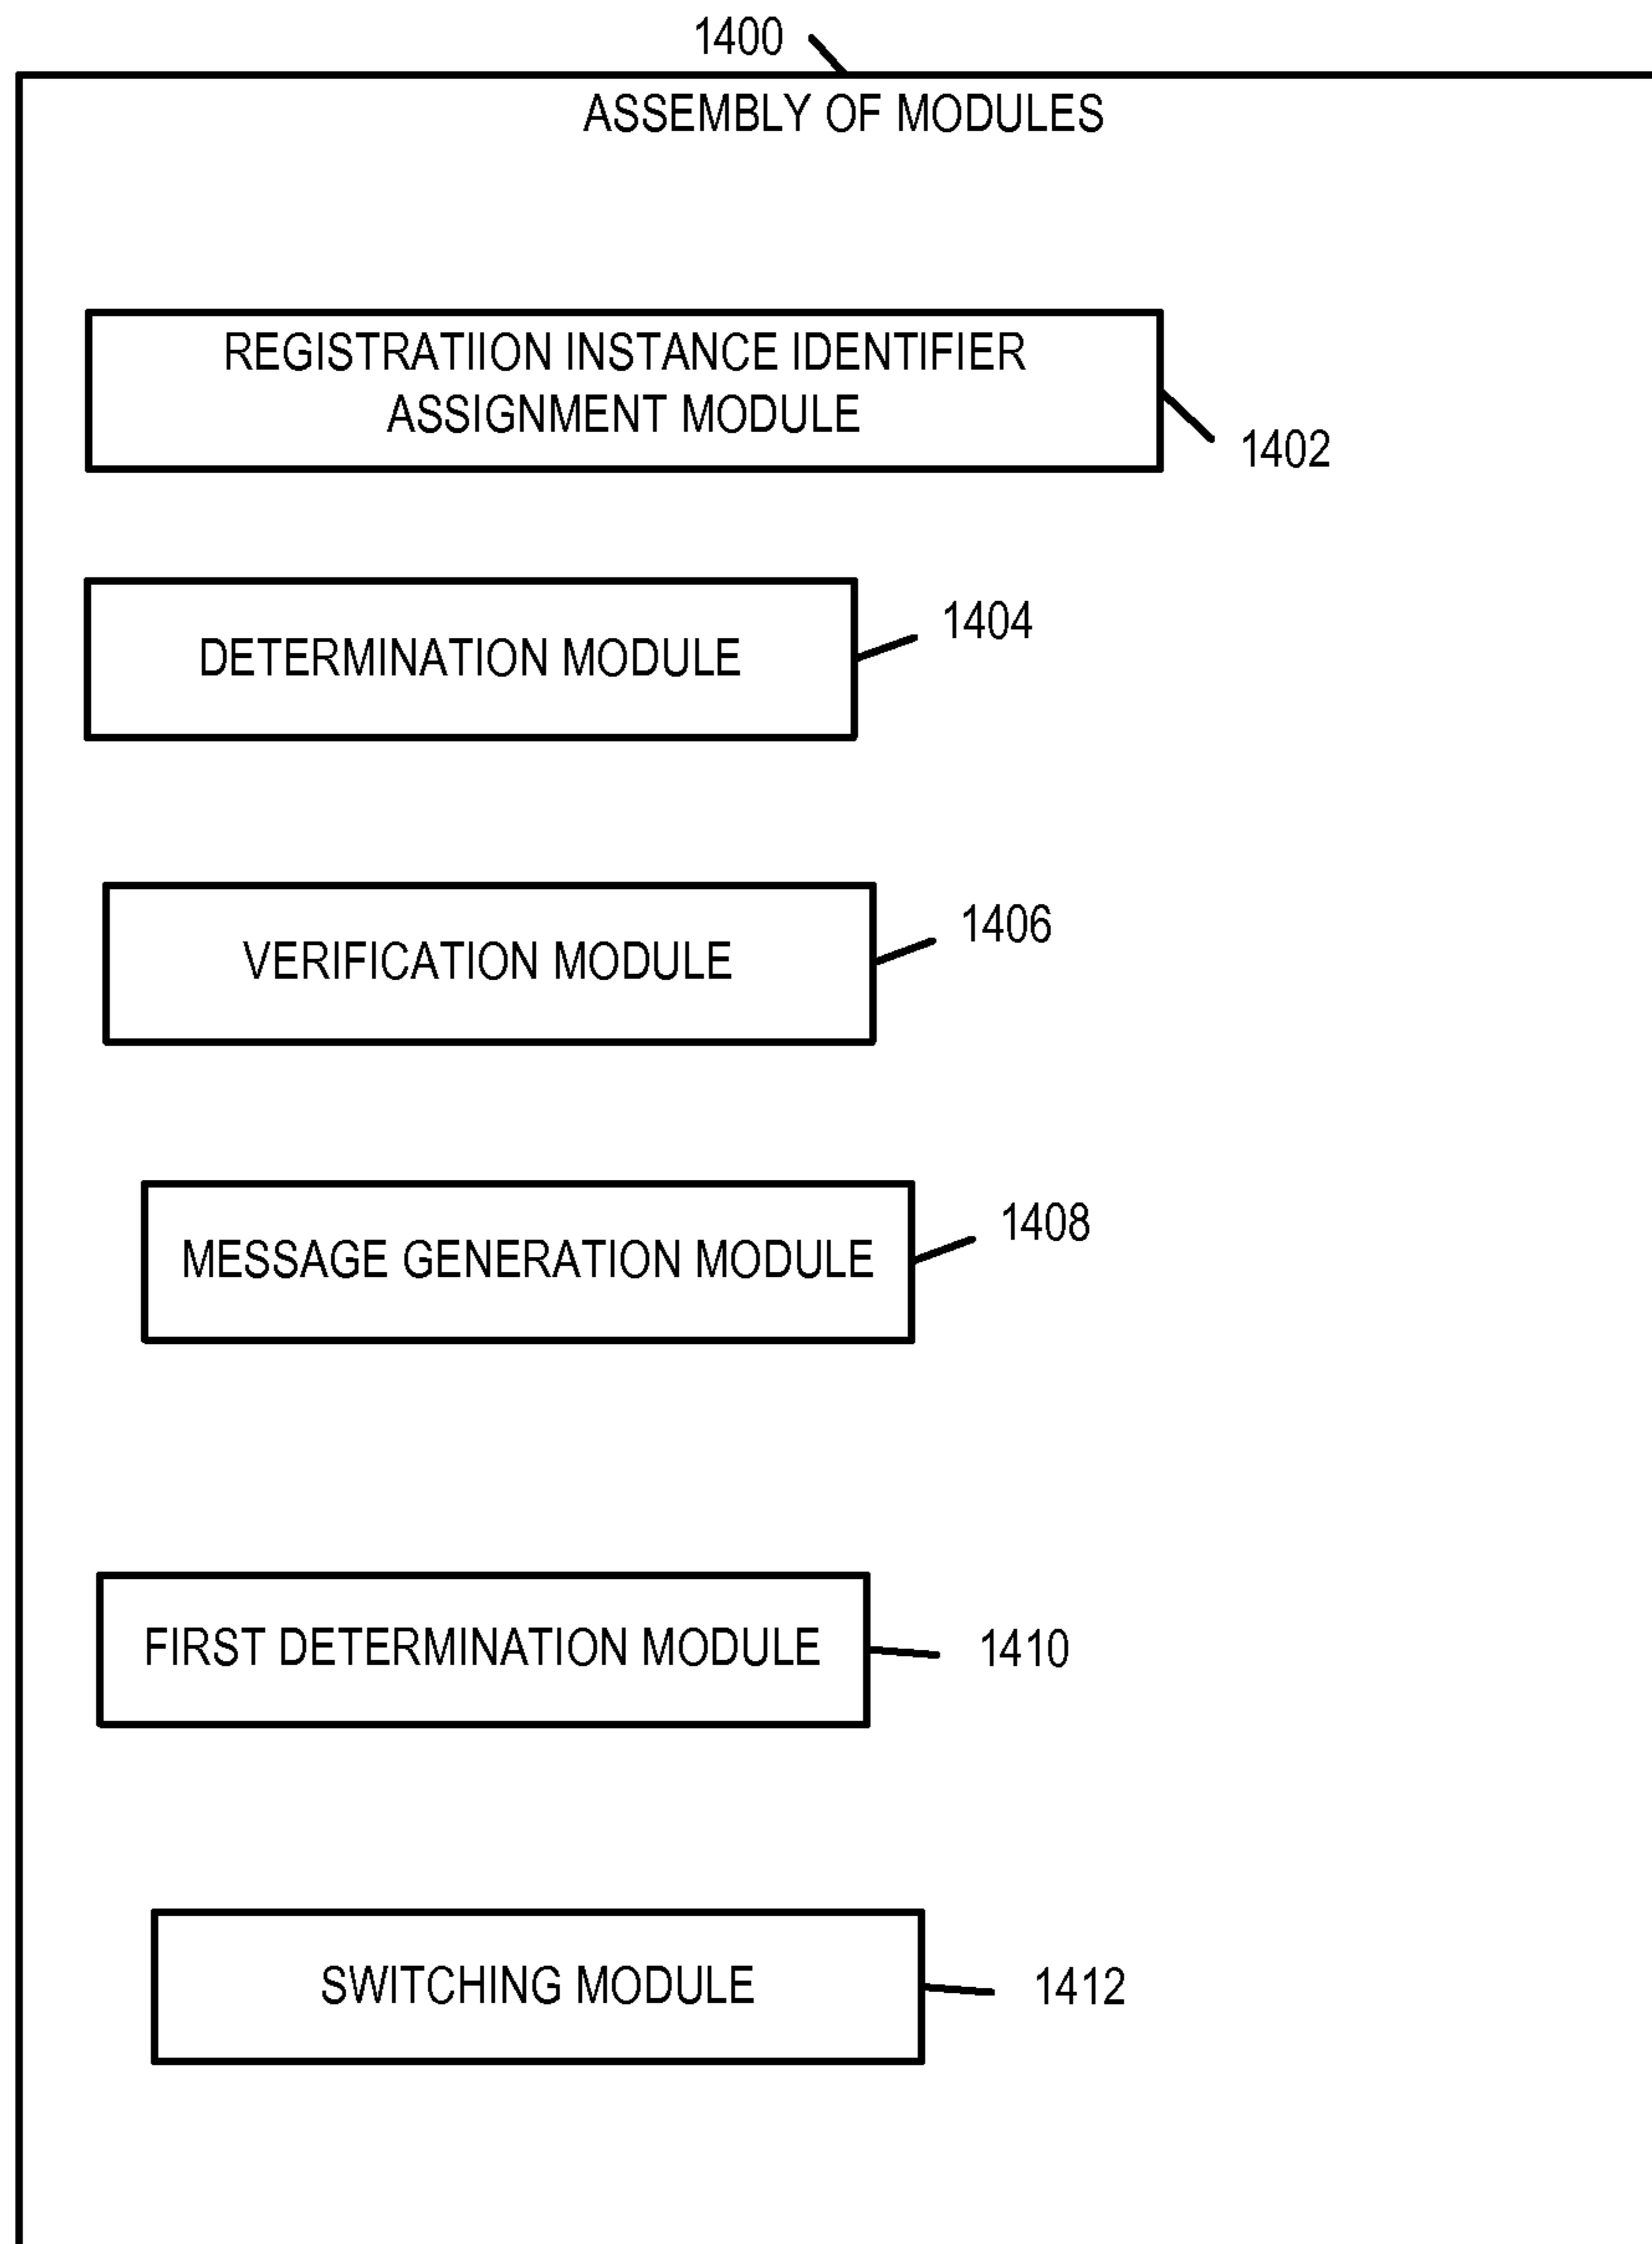 1400
ASSEMBLY OF MODULES
REGISTRATIION INSTANCE IDENTIFIER
ASSIGNMENT MODULE
1402
DETERMINATION MODULE
1404
VERIFICATION MODULE
1406
MESSAGE GENERATION MODULE
1408
FIRST DETERMINATION MODULE
1410
SWITCHING MODULE
1412